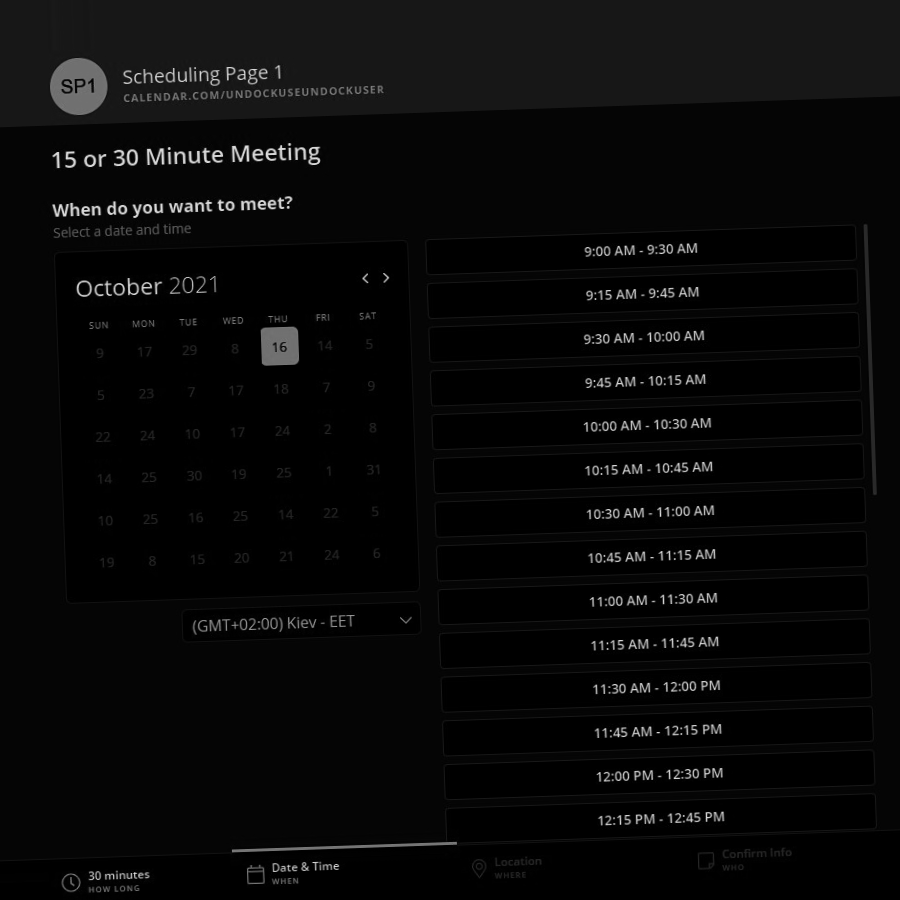 SP1
Scheduling Page 1
CALENDAR.COM/UNDOCKUSEUNDOCKUSER
15 or 30 Minute Meeting
When do you want to meet?
Select a date and time
October 2021
SUN MON TUE WED THU FRI SAT
9 17 29 8 16 14 5
5 23 7 17 18 7 9
22 24 10 17 24 2 8
14 25 30 19 25 1 31
10 25 16 25 14 22 5
19 8 15 20 21 24 6
(GMT+02:00) Kiev - EET
9:00 AM - 9:30 AM
9:15 AM - 9:45 AM
9:30 AM - 10:00 AM
9:45 AM - 10:15 AM
10:00 AM - 10:30 AM
10:15 AM - 10:45 AM
10:30 AM - 11:00 AM
10:45 AM - 11:15 AM
11:00 AM - 11:30 AM
11:15 AM - 11:45 AM
11:30 AM - 12:00 PM
11:45 AM - 12:15 PM
12:00 PM - 12:30 PM
12:15 PM - 12:45 PM
30 minutes
HOW LONG
Date & Time
WHEN
Location
WHERE
Confirm Info
WHO